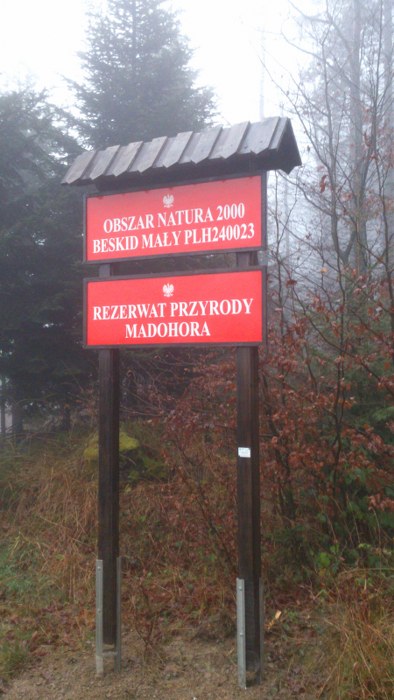 OBSZAR NATURA 2000
BESKID MAŁY PLH240023
REZERWAT PRZYRODY
MADOHORA